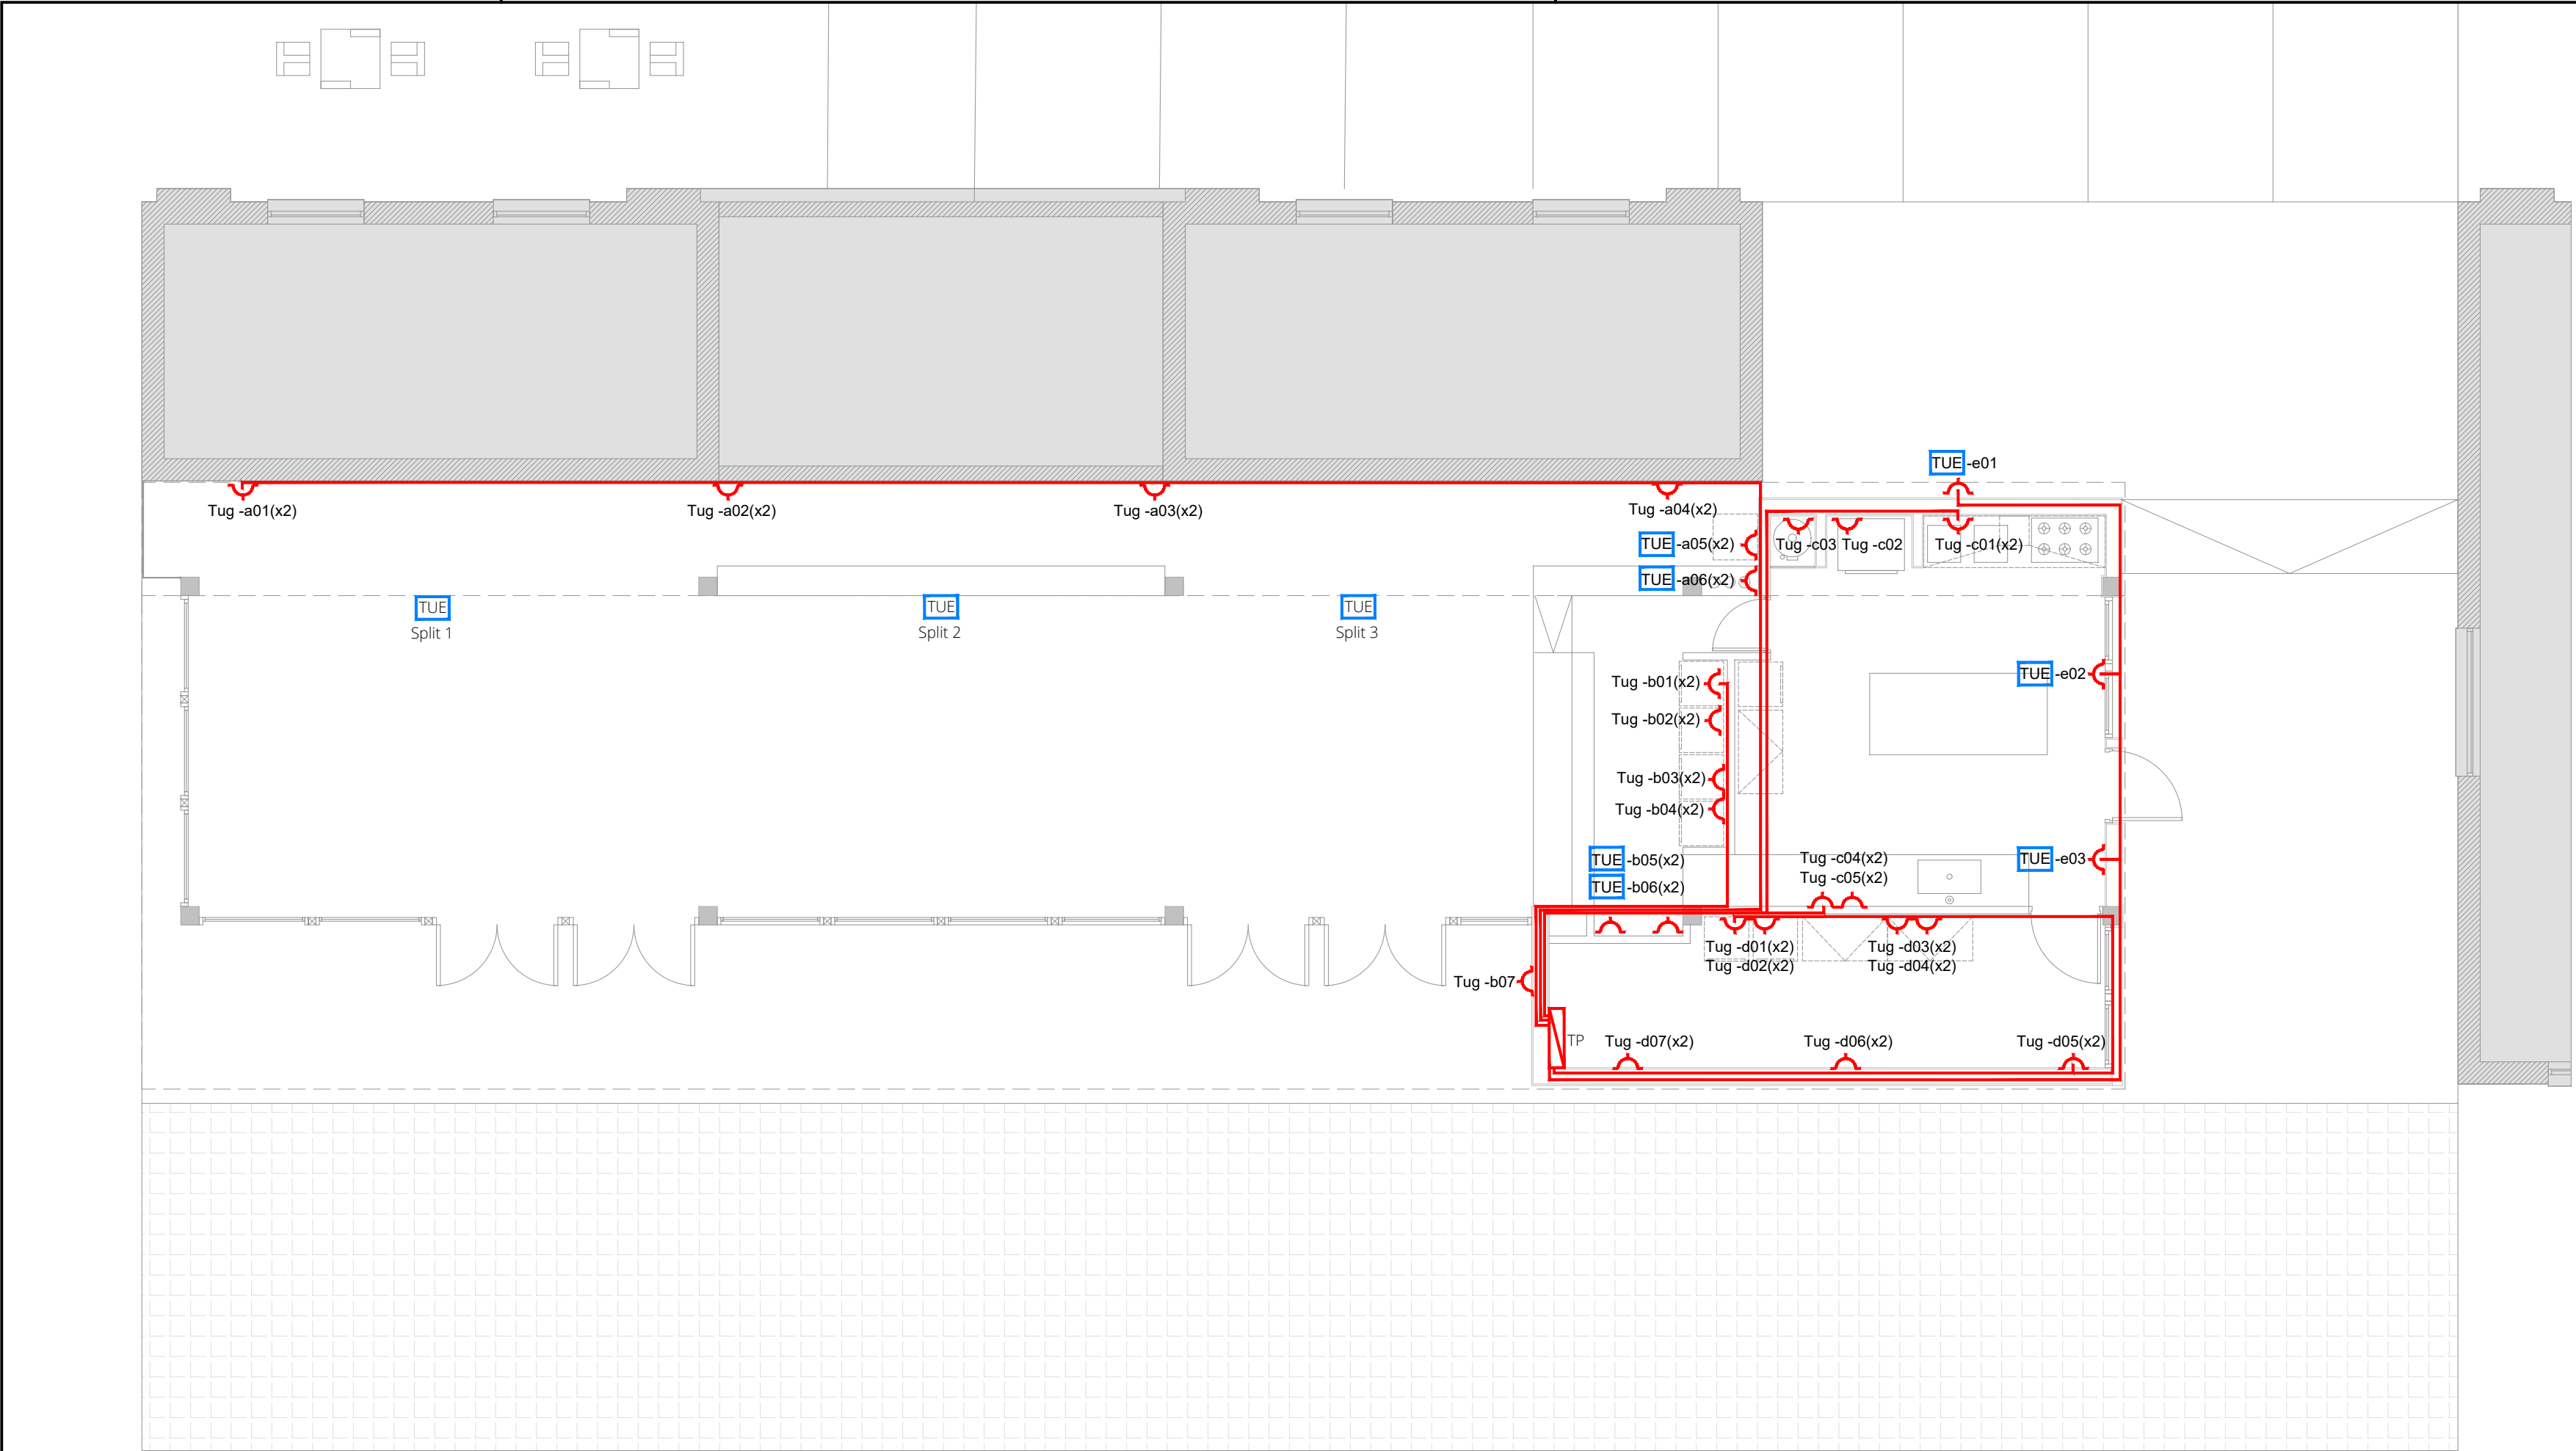 TUE -e01
Tug -a01(x2)
Tug -a02(x2)
Tug -a03(x2)
Tug -a04(x2)
TUE -a05(x2)
Tug -c03
Tug -c02
Tug -c01(x2)
TUE -a06(x2)
TUE
Split 1
TUE
Split 2
TUE
Split 3
TUE -e02
Tug -b01(x2)
Tug -b02(x2)
Tug -b03(x2)
Tug -b04(x2)
TUE -b05(x2)
TUE -b06(x2)
Tug -c04(x2)
Tug -c05(x2)
TUE -e03
Tug -d01(x2)
Tug -d02(x2)
Tug -d03(x2)
Tug -d04(x2)
Tug -b07
TP
Tug -d07(x2)
Tug -d06(x2)
Tug -d05(x2)